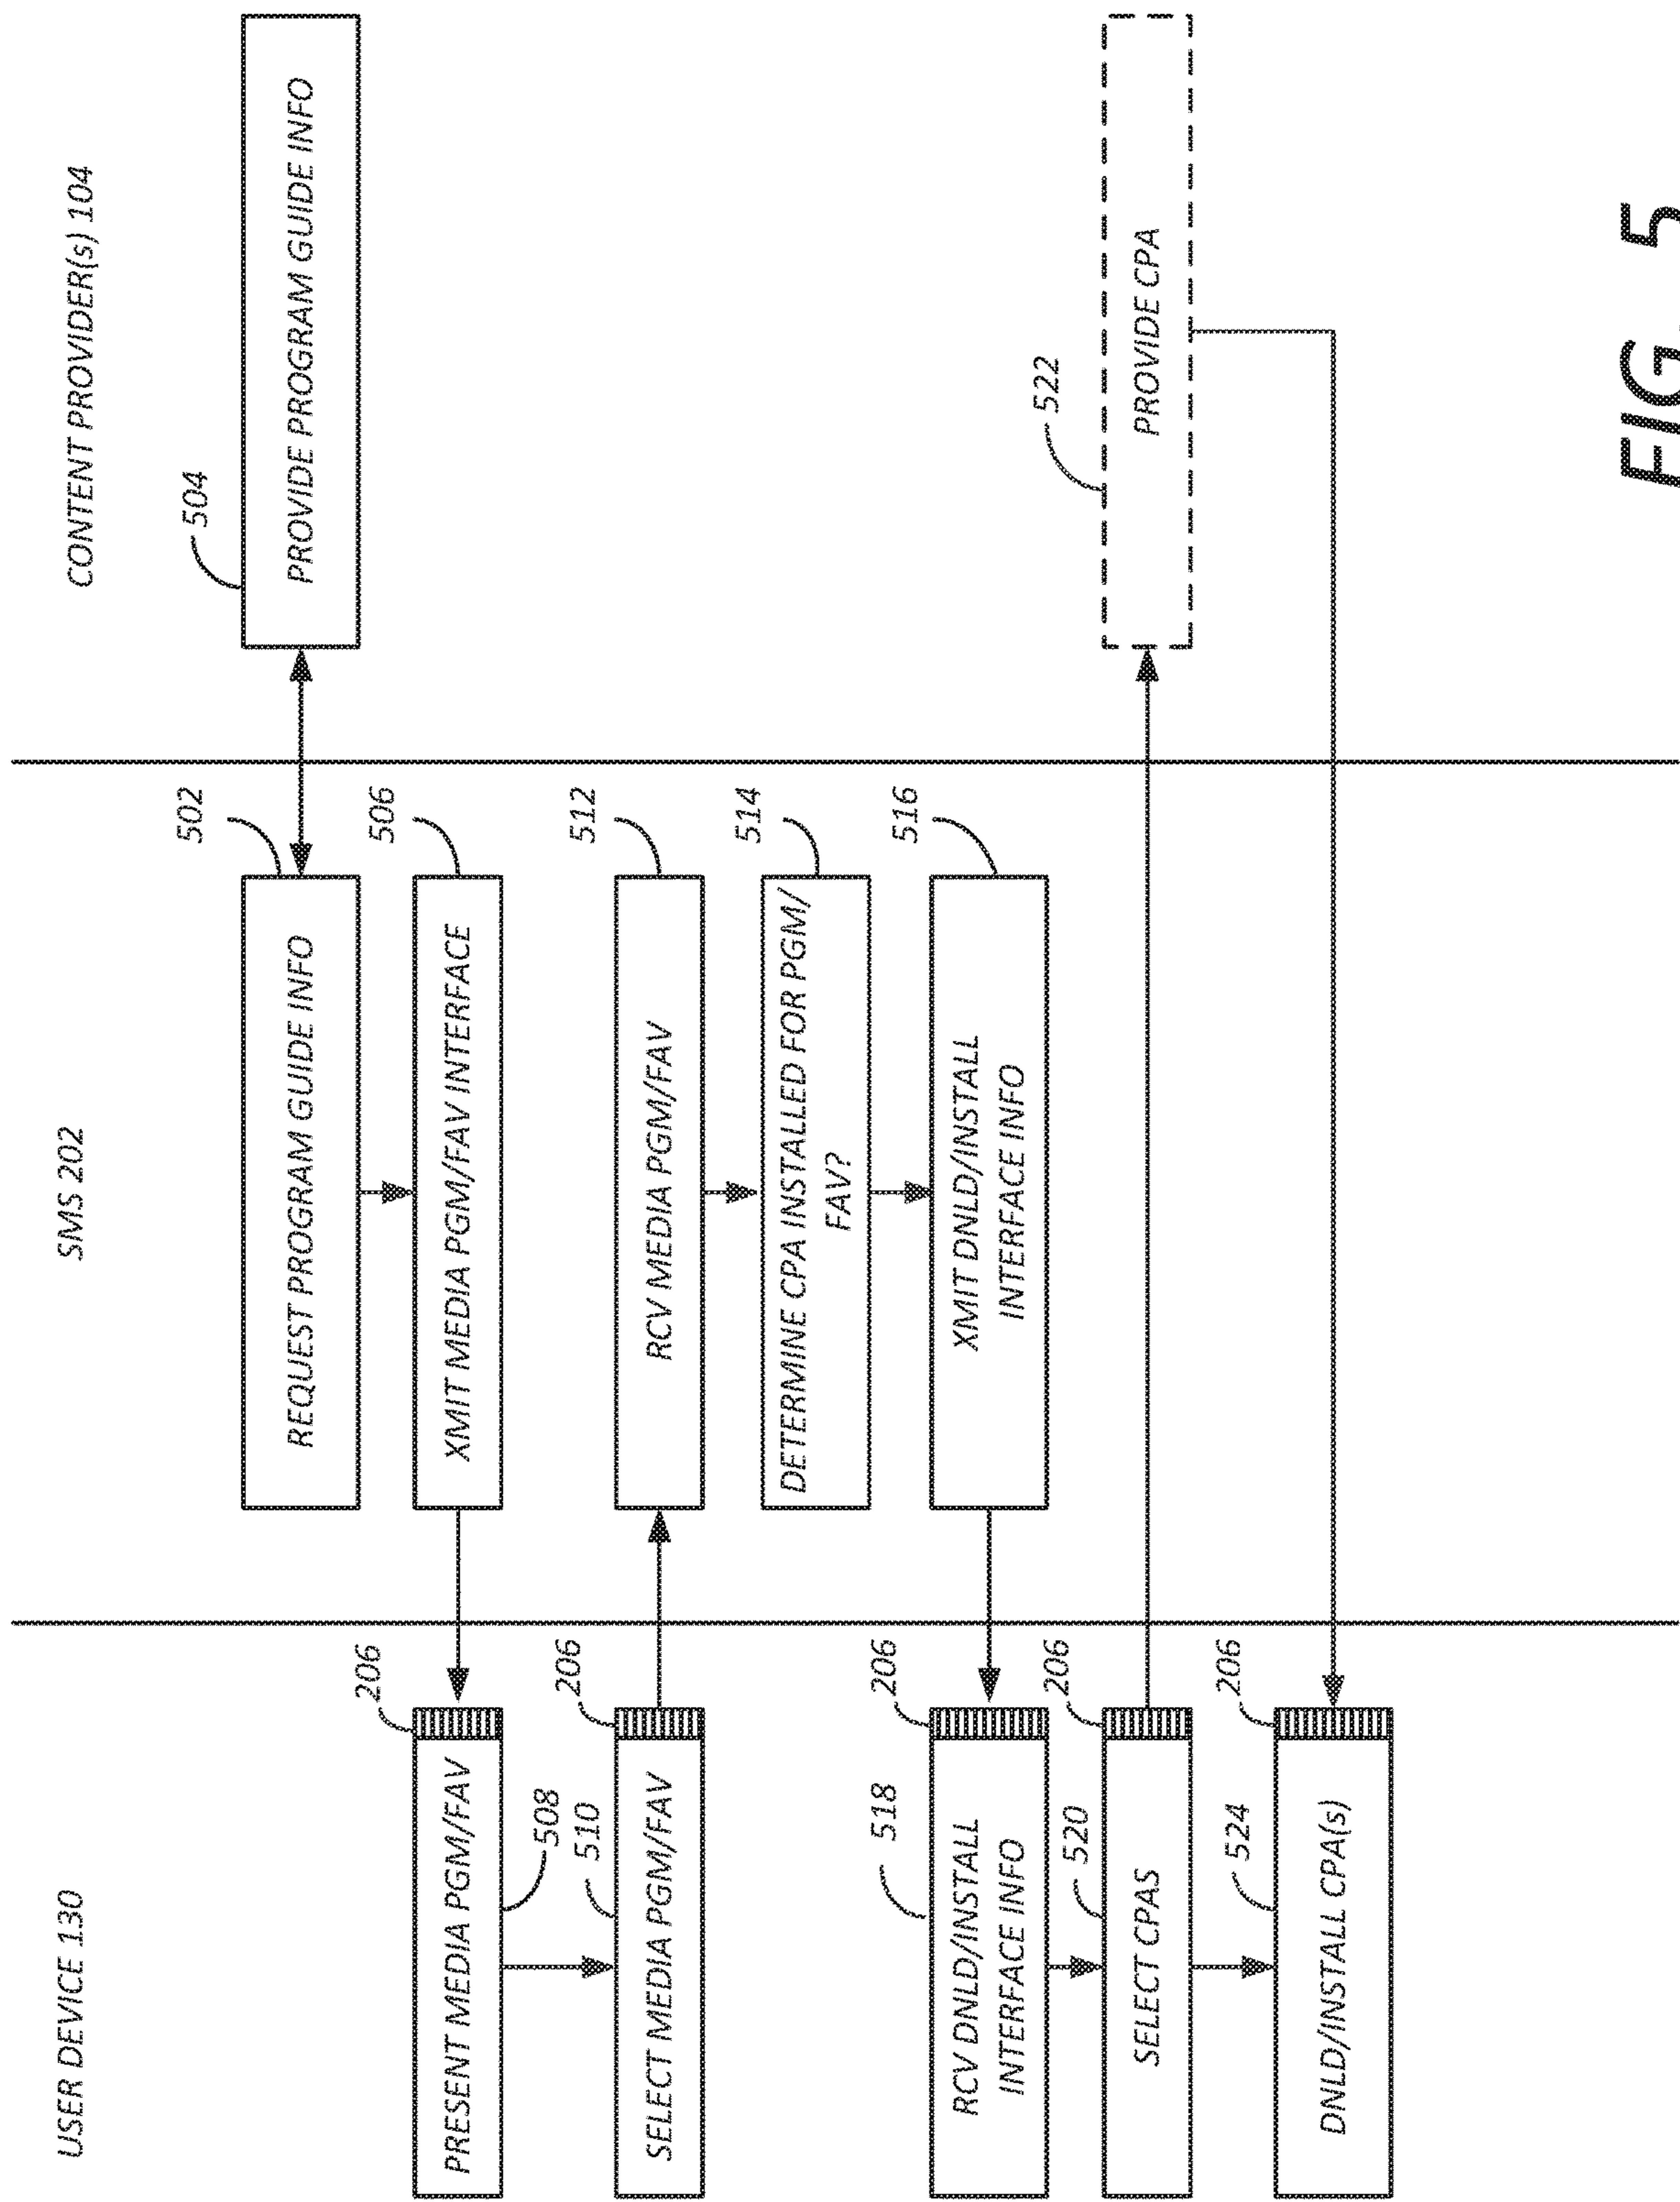 USER DEVICE 130
SMS 202
CONTENT PROVIDER(s) 104
502
REQUEST PROGRAM GUIDE INFO
504
PROVIDE PROGRAM GUIDE INFO
206
PRESENT MEDIA PGM/FAV
508
506
XMIT MEDIA PGM/FAV INTERFACE
510
206
SELECT MEDIA PGM/FAV
512
RCV MEDIA PGM/FAV
514
DETERMINE CPA INSTALLED FOR PGM/
FAV?
518
206
RCV DNLD/INSTALL
INTERFACE INFO
516
XMIT DNLD/INSTALL
INTERFACE INFO
520
206
SELECT CPAS
522
PROVIDE CPA
524
206
DNLD/INSTALL CPA(s)
FIG. 5